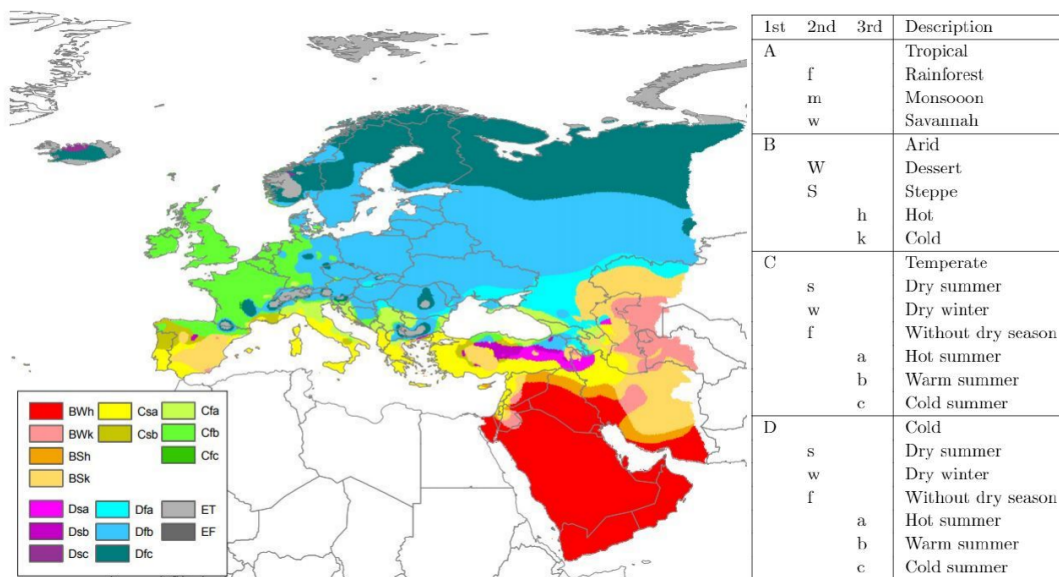 1st 2nd 3rd Description
A Tropical
f Rainforest
m Monsooon
w Savannah
B Arid
W Dessert
S Steppe
h Hot
k Cold
C Temperate
s Dry summer
w Dry winter
f Without dry season
a Hot summer
b Warm summer
c Cold summer
D Cold
s Dry summer
w Dry winter
f Without dry season
a Hot summer
b Warm summer
c Cold summer
BWh Csa Cfa
BWk Csb Cfb
BSh Cfc
BSk
Dsa Dfa ET
Dsb Dfb EF
Dsc Dfc